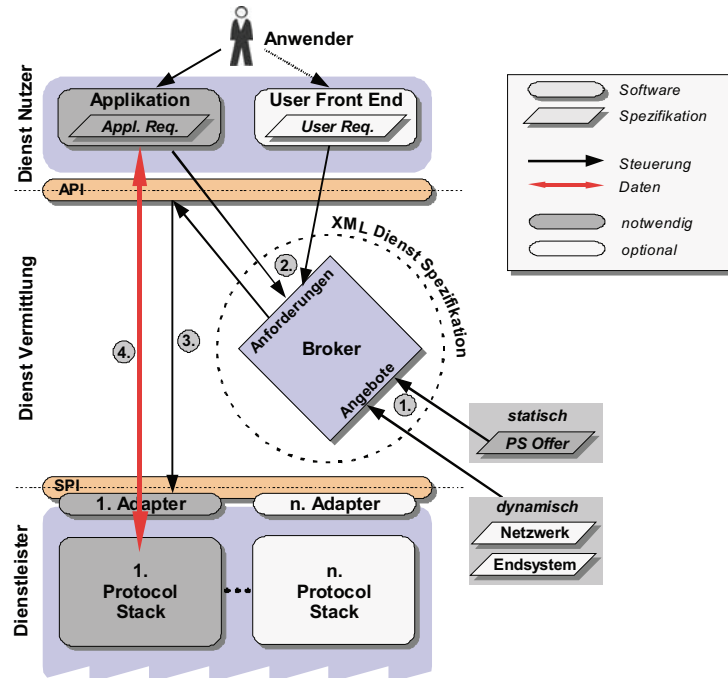 Anwender
Dienst Nutzer
Applikation
Appl. Req.
User Front End
User Req.
Software
Spezifikation
Steuerung
Daten
notwendig
optional
API
Dienst Vermittlung
XML Dienst Spezifikation
2.
Anforderungen
Broker
Angebote
3.
4.
1.
statisch
PS Offer
dynamisch
Netzwerk
Endsystem
SPI
1. Adapter
n. Adapter
Dienstleister
1.
Protocol
Stack
n.
Protocol
Stack